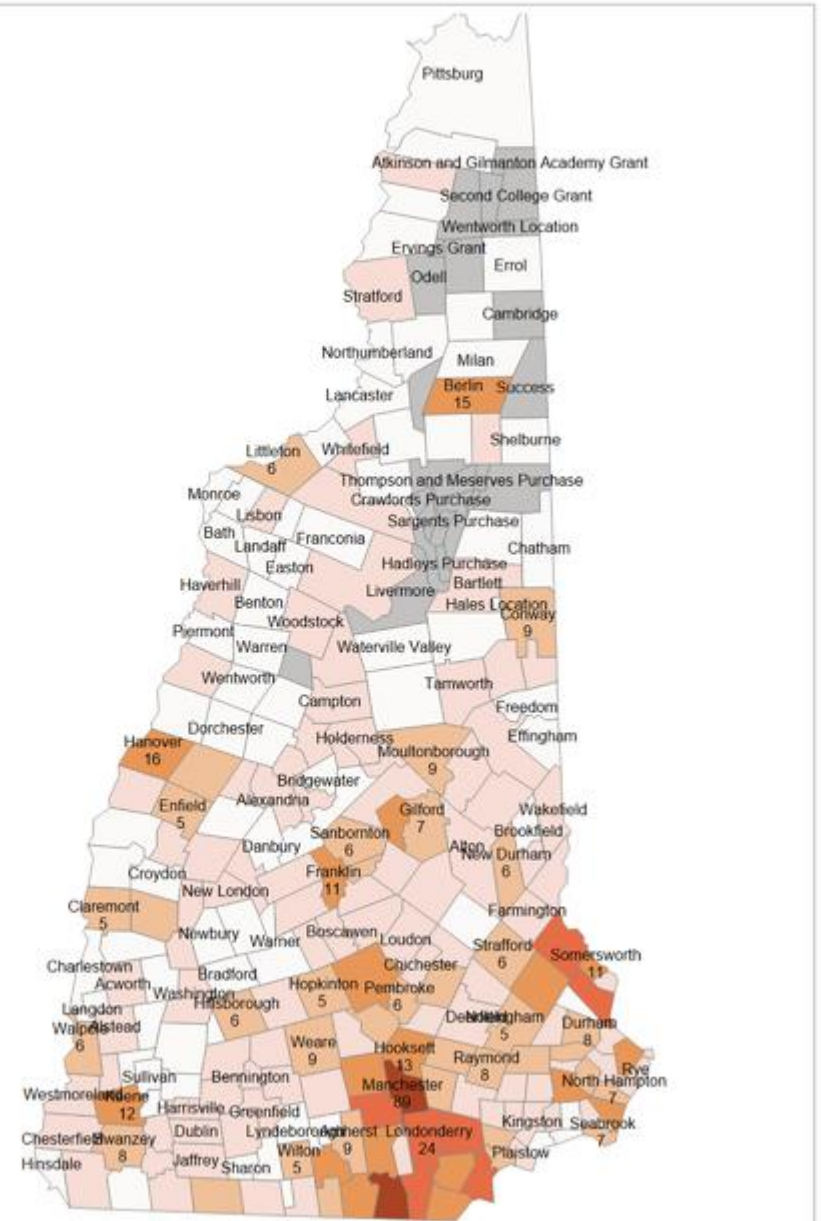 Pittsburg
Atkinson and Gilmanton Academy Grant
Second College Grant
Wentworth Location
Ervings Grant
Errol
Odell
Stratford
Cambridge
Northumberland
Milan
Berlin
15
Success
Lancaster
Shelburne
Whitefield
Littleton
6
Thompson and Meserves Purchase
Monroe
Crawfords Purchase
Lisbon
Sargents Purchase
Bath
Franconia
Landaff
Chatham
Easton
Hadleys Purchase
Haverhill
Bartlett
Livermore
Benton
Hales Location
Conway
9
Woodstock
Piermont
Warren
Waterville Valley
Wentworth
Tamworth
Campton
Freedom
Dorchester
Holderness
Effingham
Hanover
16
Moultonborough
9
Bridgewater
Alexandria
Enfield
5
Gilford
7
Wakefield
Sanbornton
6
Brookfield
Danbury
Alton
New Durham
6
Croydon
Franklin
11
New London
Claremont
5
Farmington
Newbury
Warner
Boscawen
Loudon
Strafford
6
Somersworth
11
Charlestown
Bradford
Chichester
Acworth
Washington
Hopkinton
5
Pembroke
6
Hillsborough
6
Langdon
Walpole
6
Alstead
Nottingham
5
Durham
8
Weare
9
Hooksett
13
Raymond
8
Rye
Sullivan
Bennington
Manchester
89
North Hampton
7
Westmoreland
Keene
12
Harrisville
Greenfield
Kingston
Seabrook
7
Chesterfield
Swanzey
8
Dublin
Lyndeborough
Amherst
9
Londonderry
24
Hinsdale
Jaffrey
Sharon
Wilton
5
Plaistow